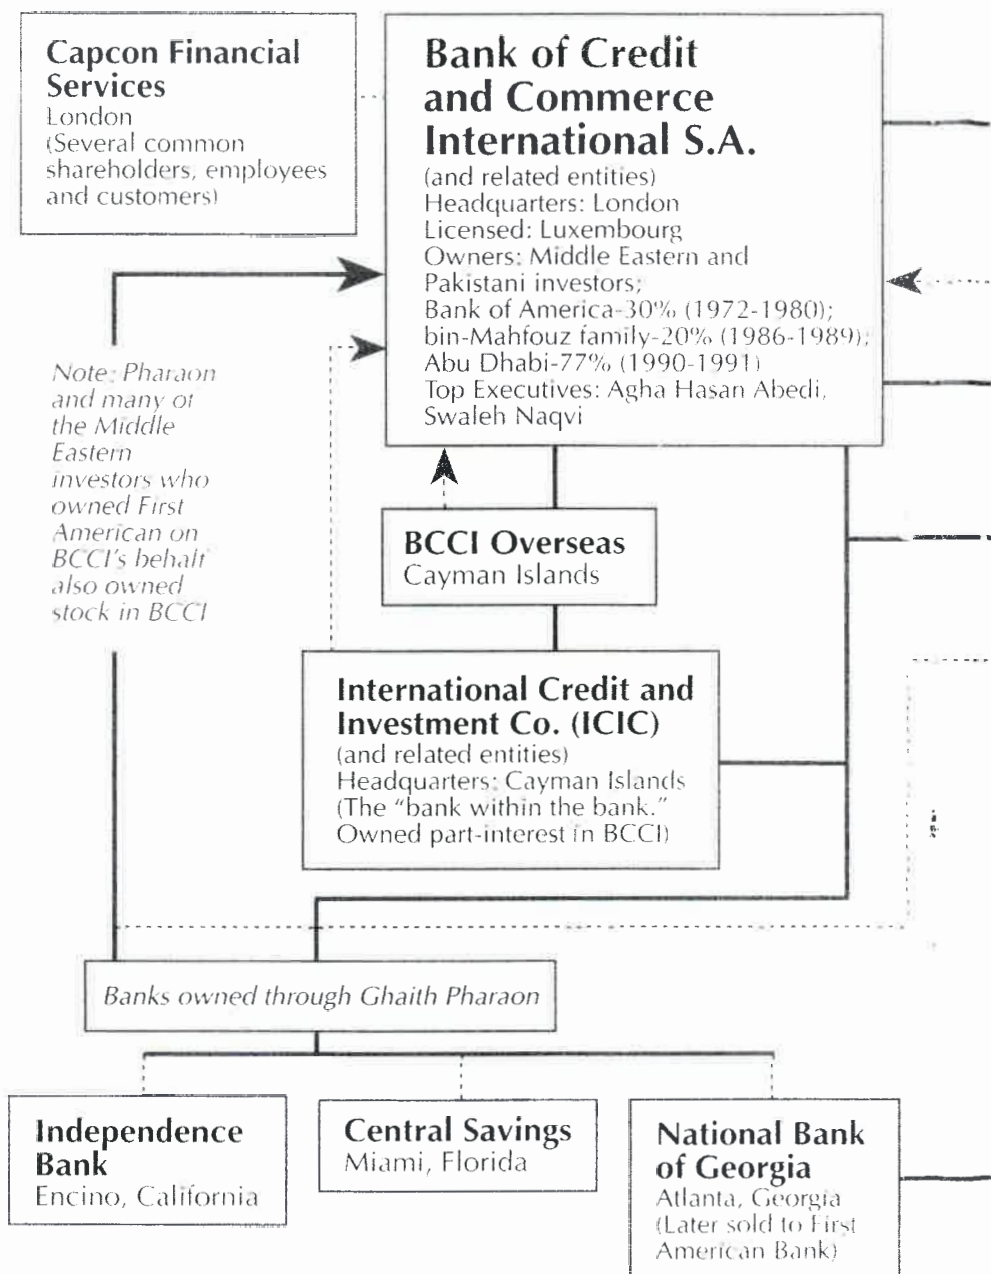 Capcon Financial
Services
London
(Several common
shareholders, employees
and customers)
Bank of Credit
and Commerce
International S.A.
(and related entities)
Headquarters: London
Licensed: Luxembourg
Owners: Middle Eastern and
Pakistani investors;
Bank of America-30% (1972-1980);
bin-Mahfouz family-20% (1986-1989);
Abu Dhabi-77% (1990-1991)
Top Executives: Agha Hasan Abedi,
Swaleh Naqvi
Note: Pharaon
and many of
the Middle
Eastern
investors who
owned First
American on
BCCI's behalf
also owned
stock in BCCI
BCCI Overseas
Cayman Islands
International Credit and
Investment Co. (ICIC)
(and related entities)
Headquarters: Cayman Islands
(The "bank within the bank."
Owned part-interest in BCCI)
Banks owned through Ghaith Pharaon
Independence
Bank
Encino, California
Central Savings
Miami, Florida
National Bank
of Georgia
Atlanta, Georgia
(Later sold to First
American Bank)